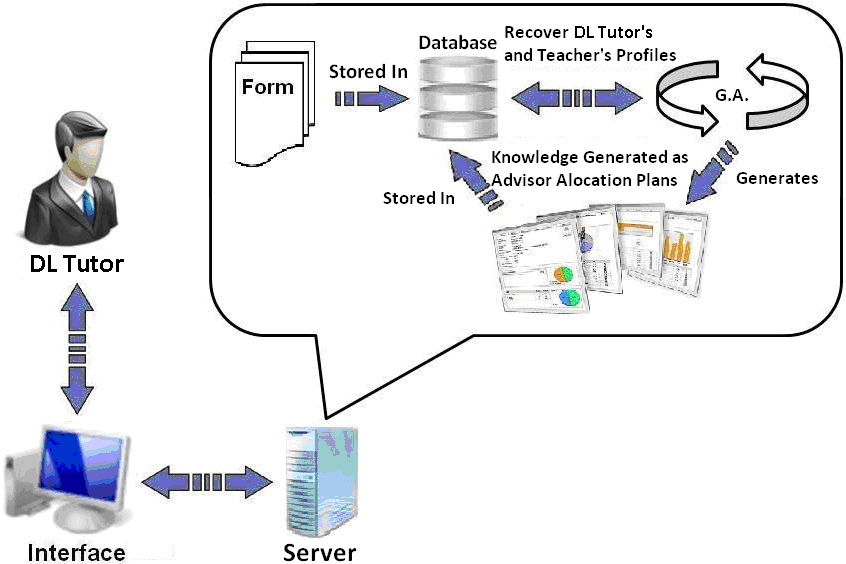 Form
Stored In
Database
Recover DL Tutor's
and Teacher's Profiles
G.A.
Generates
Knowledge Generated as
Advisor Alocation Plans
Stored In
DL Tutor
Interface
Server